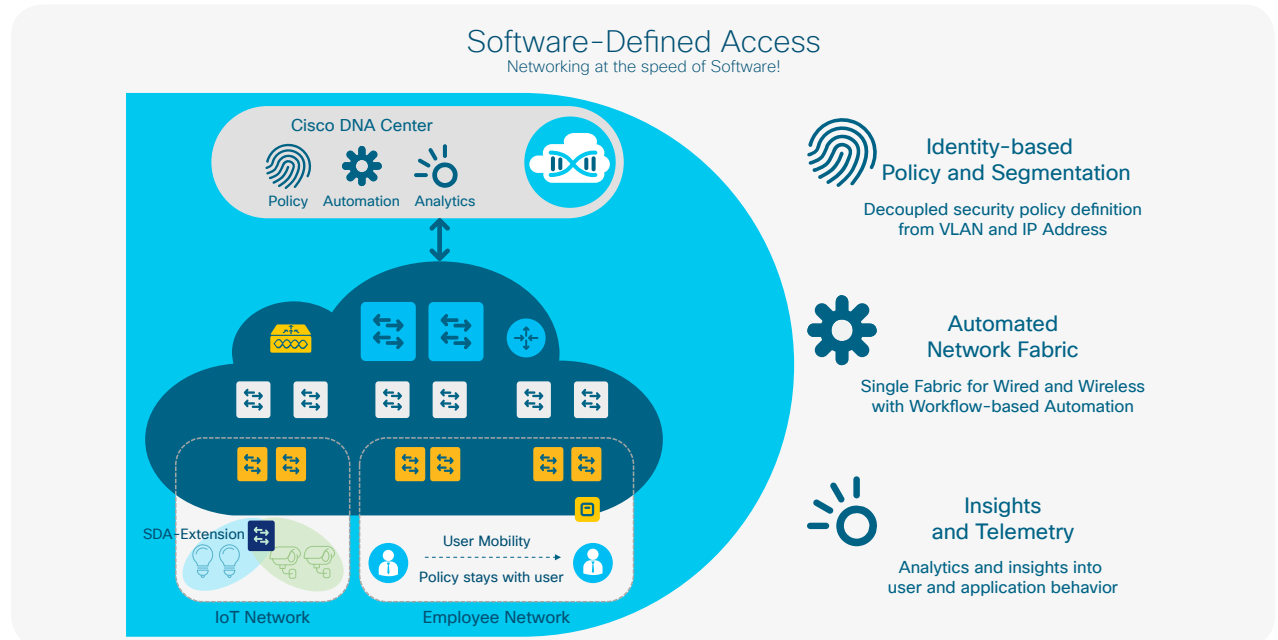 Software-Defined Access
Networking at the speed of Software!
Cisco DNA Center
Policy
Automation
Analytics
SDA-Extension
User Mobility
Policy stays with user
IoT Network
Employee Network
Identity-based
Policy and Segmentation
Decoupled security policy definition
from VLAN and IP Address
Automated
Network Fabric
Single Fabric for Wired and Wireless
with Workflow-based Automation
Insights
and Telemetry
Analytics and insights into
user and application behavior